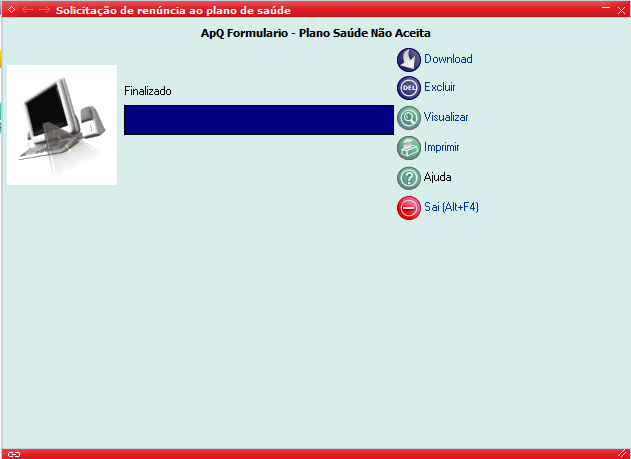 Solicitação de renúncia ao plano de saúde
ApQ Formulario - Plano Saúde Não Aceita
Download
Finalizado
DEL Excluir
Visualizar
Imprimir
? Ajuda
Sai (Alt+F4)